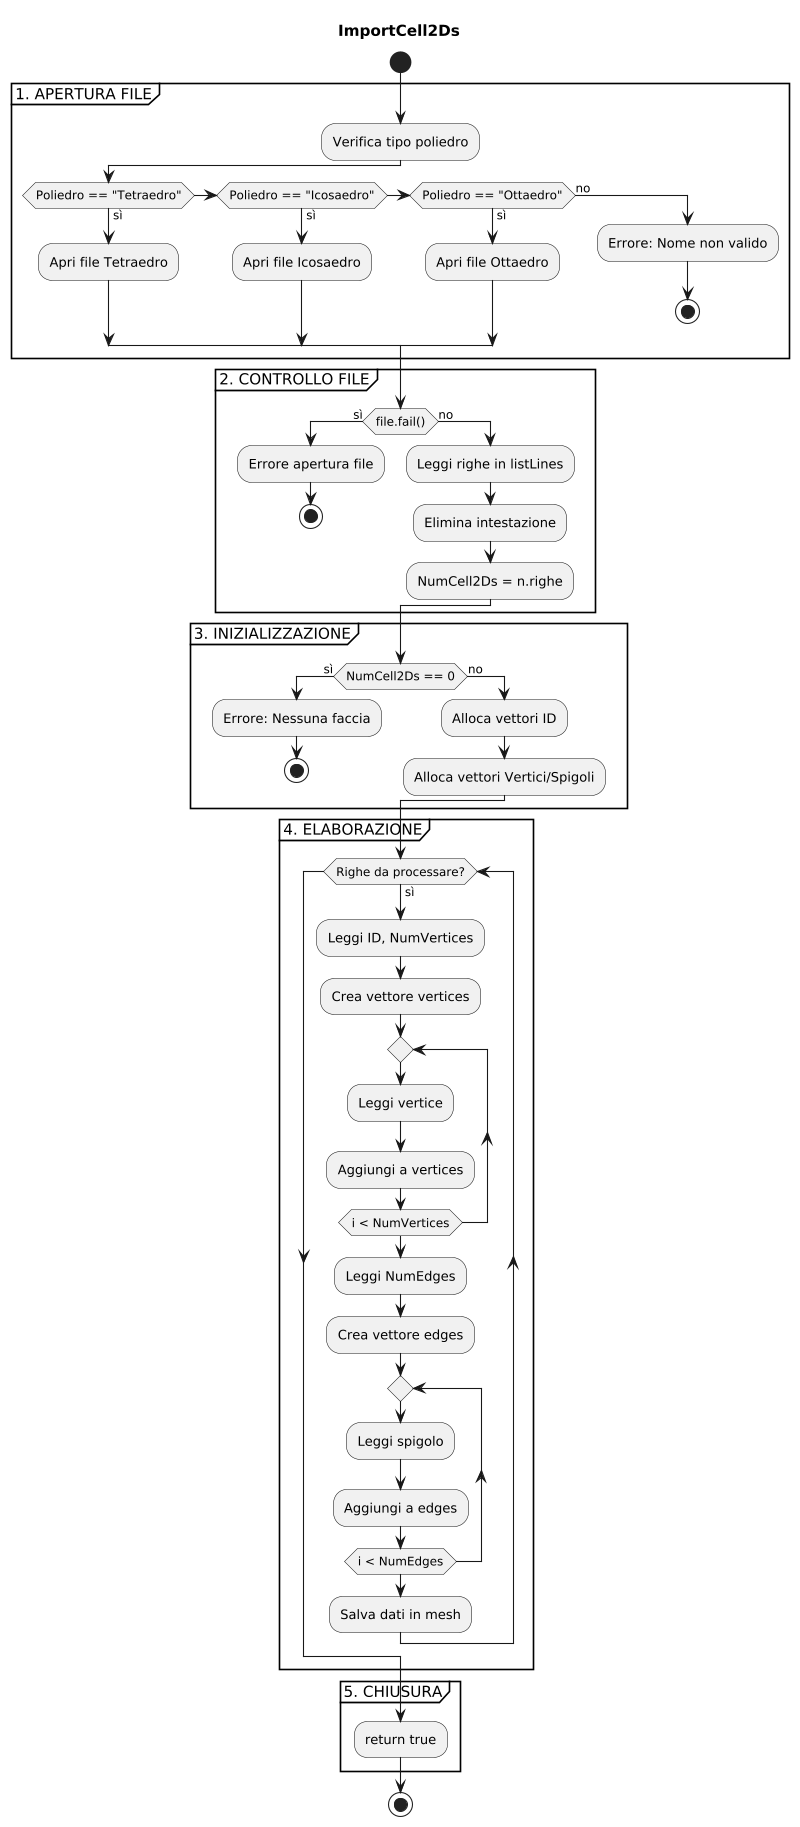 ImportCell2Ds
1. APERTURA FILE
Verifica tipo poliedro
Poliedro == "Tetraedro"
sì
Apri file Tetraedro
Poliedro == "Icosaedro"
sì
Apri file Icosaedro
Poliedro == "Ottaedro"
sì
Apri file Ottaedro
no
Errore: Nome non valido
2. CONTROLLO FILE
file.fail()
sì
Errore apertura file
no
Leggi righe in listLines
Elimina intestazione
NumCell2Ds = n.righe
3. INIZIALIZZAZIONE
NumCell2Ds == 0
sì
Errore: Nessuna faccia
no
Alloca vettori ID
Alloca vettori Vertici/Spigoli
4. ELABORAZIONE
Righe da processare?
sì
Leggi ID, NumVertices
Crea vettore vertices
Leggi vertice
Aggiungi a vertices
i < NumVertices
Leggi NumEdges
Crea vettore edges
Leggi spigolo
Aggiungi a edges
i < NumEdges
Salva dati in mesh
5. CHIUSURA
return true